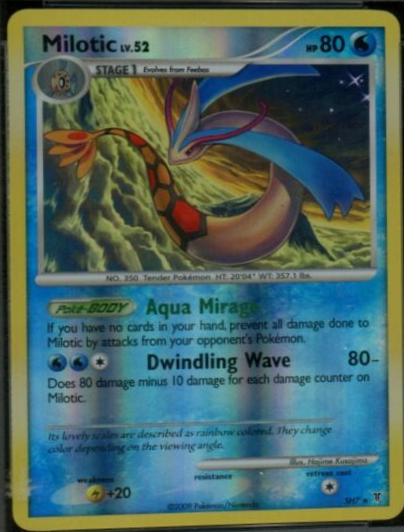 Milotic LV.52 HP 80
STAGE 1 Evolves from Feebas
NO. 350 Tender Pokémon HT: 20'04" WT: 357.1 lbs.
Poké-BODY Aqua Mirage
If you have no cards in your hand, prevent all damage done to
Milotic by attacks from your opponent's Pokémon.
Dwindling Wave 80-
Does 80 damage minus 10 damage for each damage counter on
Milotic.
Its lovely scales are described as rainbow colored. They change
color depending on the viewing angle.
Illus. Hajime Kusajima
weakness resistance retreat cost
+20
©2009 Pokémon/Nintendo SH7